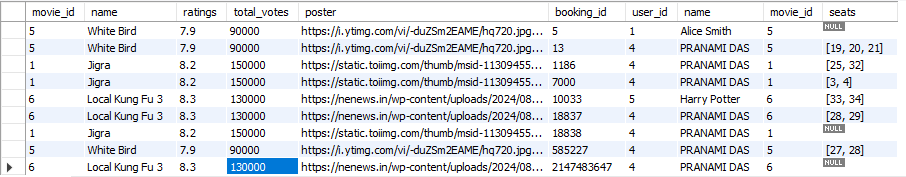 movie_id name ratings total_votes poster booking_id user_id name movie_id seats
5 White Bird 7.9 90000 https://i.ytimg.com/vi/-duZSm2EAME/hq720.jpg... 5 1 Alice Smith 5 NULL
5 White Bird 7.9 90000 https://i.ytimg.com/vi/-duZSm2EAME/hq720.jpg... 13 4 PRANAMI DAS 5 [19, 20, 21]
1 Jigra 8.2 150000 https://static.toiimg.com/thumb/msid-11309455... 1186 4 PRANAMI DAS 1 [25, 32]
1 Jigra 8.2 150000 https://static.toiimg.com/thumb/msid-11309455... 7000 4 PRANAMI DAS 1 [3, 4]
6 Local Kung Fu 3 8.3 130000 https://nenews.in/wp-content/uploads/2024/08... 10033 5 Harry Potter 6 [33, 34]
6 Local Kung Fu 3 8.3 130000 https://nenews.in/wp-content/uploads/2024/08... 18837 4 PRANAMI DAS 6 [28, 29]
1 Jigra 8.2 150000 https://static.toiimg.com/thumb/msid-11309455... 18838 4 PRANAMI DAS 1 NULL
5 White Bird 7.9 90000 https://i.ytimg.com/vi/-duZSm2EAME/hq720.jpg... 585227 4 PRANAMI DAS 5 [27, 28]
6 Local Kung Fu 3 8.3 130000 https://nenews.in/wp-content/uploads/2024/08... 2147483647 4 PRANAMI DAS 6 NULL